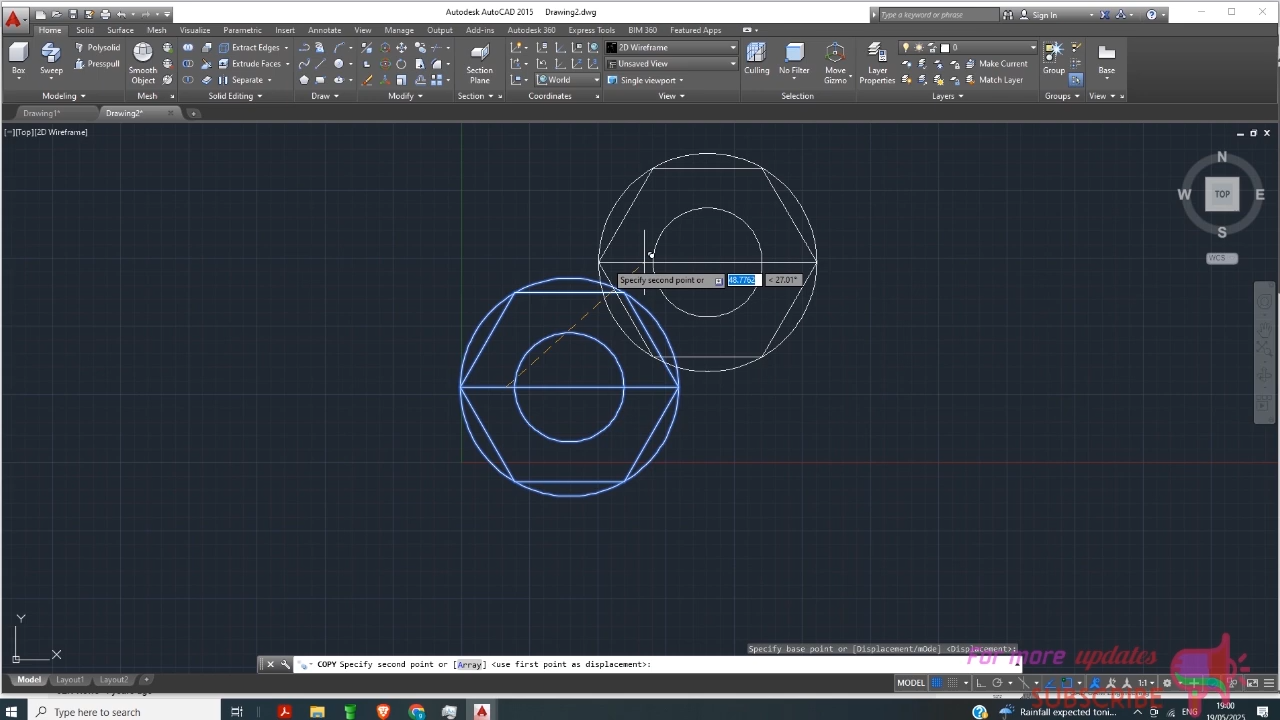 Autodesk AutoCAD 2015 Drawing2.dwg
Type a keyword or phrase
Sign In
Home Solid Surface Mesh Visualize Parametric Insert Annotate View Manage Output Add-ins Autodesk 360 Express Tools BIM 360 Featured Apps
Box
Sweep
Polysolid
Presspull
Smooth
Object
Extrude Edges
Extrude Faces
Separate
Section
Plane
World
2D Wireframe
Unsaved View
Single viewport
Culling
No Filter
Move
Gizmo
Layer
Properties
0
Make Current
Match Layer
Group
Base
Modeling Mesh Solid Editing Draw Modify Section Coordinates View Selection Layers Groups View
Drawing1* Drawing2*
[−][Top][2D Wireframe]
N
W TOP E
S
WCS
Specify second point or 48.7762 < 27.01°
Y
X
Specify base point or [Displacement/mOde] <Displacement>:
COPY Specify second point or [Array] <use first point as displacement>:
For more updates
SUBSCRIBE
Model Layout1 Layout2
MODEL 1:1
Type here to search
Rainfall expected toni...
ENG
19:00
19/05/2025